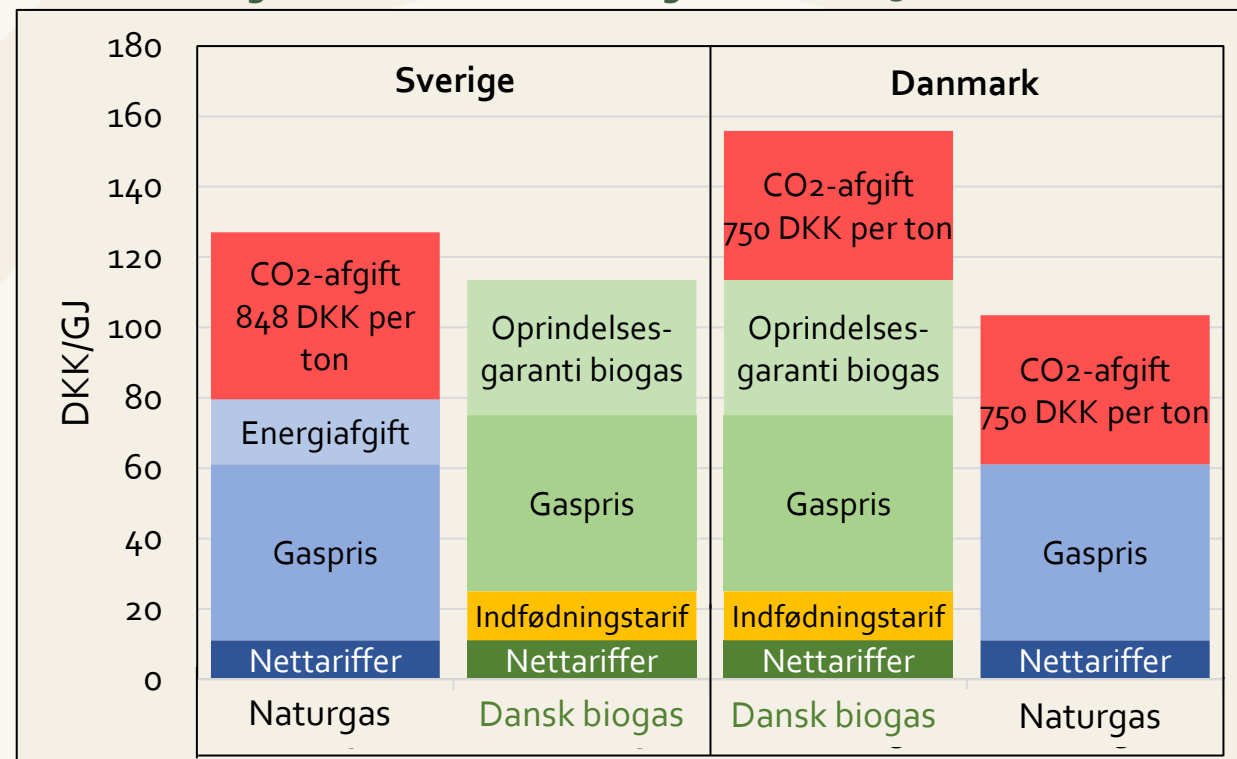 Sverige
Danmark
DKK/GJ
180
160
140
120
100
80
60
40
20
0
CO2-afgift
848 DKK per
ton
Energiafgift
Gaspris
Nettariffer
Oprindelses-
garanti biogas
Gaspris
Indfødningstarif
Nettariffer
CO2-afgift
750 DKK per ton
Oprindelses-
garanti biogas
Gaspris
Indfødningstarif
Nettariffer
CO2-afgift
750 DKK per ton
Gaspris
Nettariffer
Naturgas
Dansk biogas
Dansk biogas
Naturgas